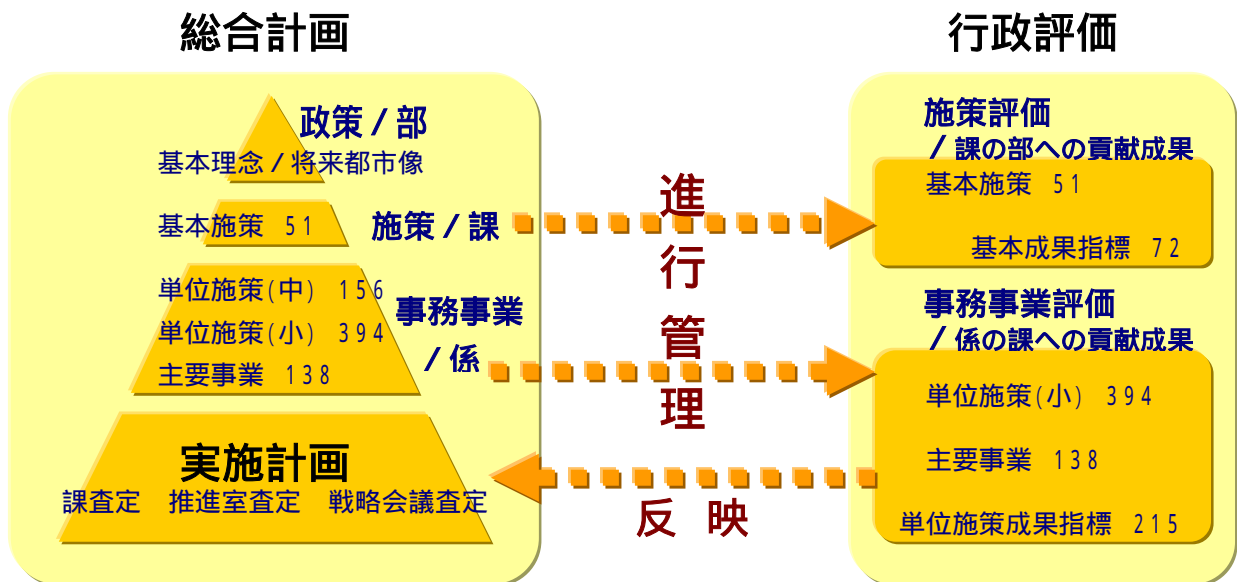 総合計画
政策/部
基本理念/将来都市像
基本施策 51
施策/課
単位施策(中) 156
単位施策(小) 394
主要事業 138
事務事業
/係
実施計画
課査定 推進室査定 戦略会議査定
進
行
管
理
反 映
行政評価
施策評価
/課の部への貢献成果
基本施策 51
基本成果指標 72
事務事業評価
/係の課への貢献成果
単位施策(小) 394
主要事業 138
単位施策成果指標 215